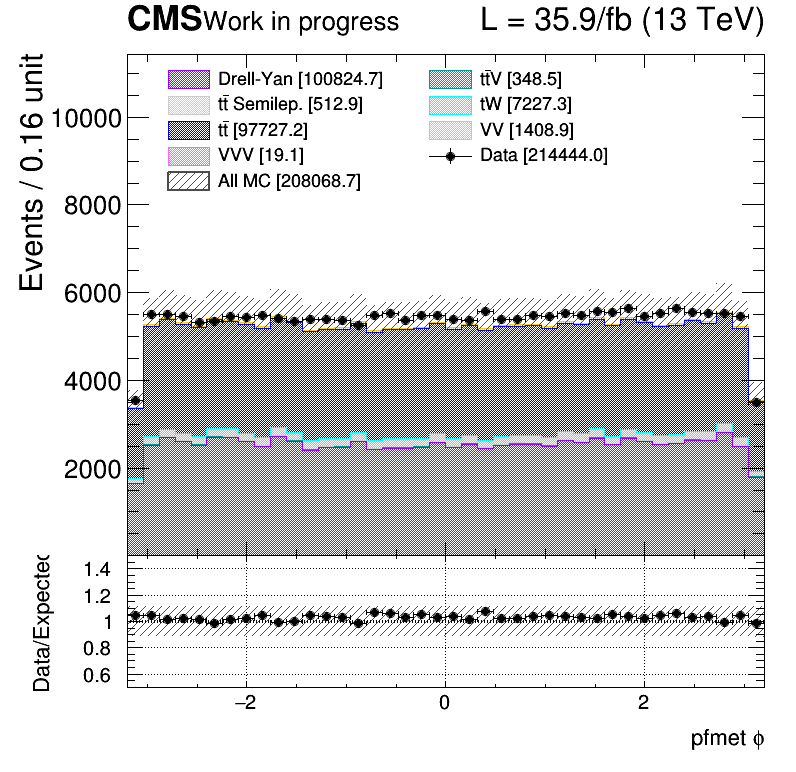 CMS Work in progress L = 35.9/fb (13 TeV)
Events / 0.16 unit
Drell-Yan [100824.7]
tt̄ Semilep. [512.9]
tt̄ [97727.2]
VVV [19.1]
All MC [208068.7]
tt̄V [348.5]
tW [7227.3]
VV [1408.9]
Data [214444.0]
10000
8000
6000
4000
2000
Data/Expected
1.4
1.2
1
0.8
0.6
−2 0 2
pfmet ϕ